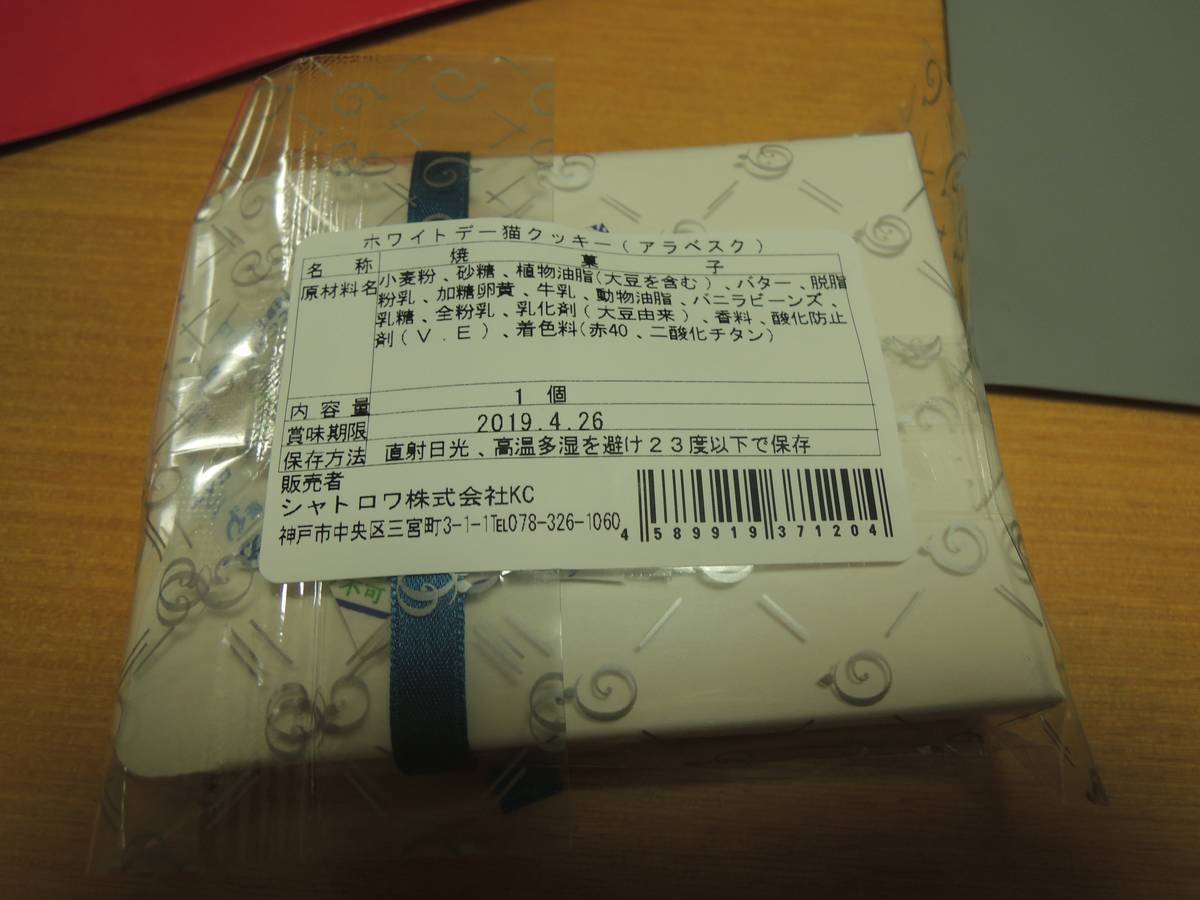 ホワイトデー猫クッキー(アラベスク)
名称 焼菓子
原材料名 小麦粉、砂糖、植物油脂(大豆を含む)、バター、脱脂
粉乳、加糖卵黄、牛乳、動物油脂、バニラビーンズ、
乳糖、全粉乳、乳化剤(大豆由来)、香料、酸化防止
剤(V.E)、着色料(赤40、二酸化チタン)
内容量 1個
賞味期限 2019.4.26
保存方法 直射日光、高温多湿を避け23度以下で保存
販売者
シャトロワ株式会社KC
神戸市中央区三宮町3-1-1TEL078-326-1060
4 589919 371204
不可